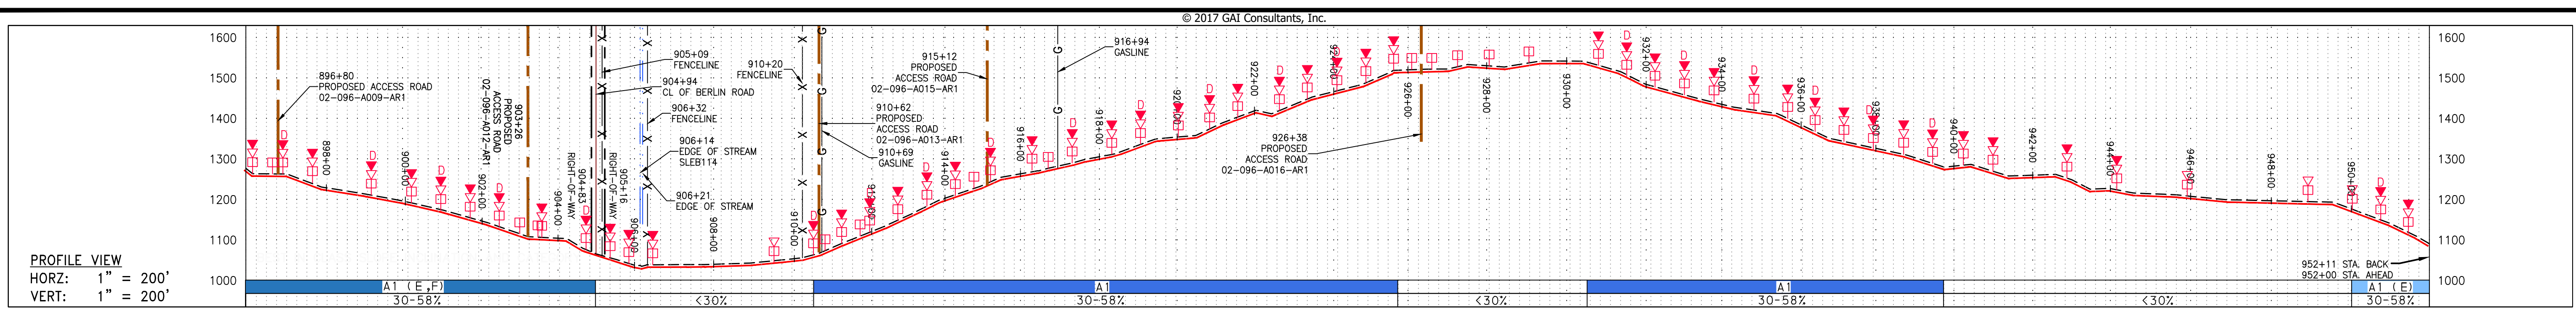 © 2017 GAI Consultants, Inc.
1600
1500
1400
1300
1200
1100
1000
PROFILE VIEW
HORZ: 1" = 200'
VERT: 1" = 200'
896+80
PROPOSED ACCESS ROAD
02-096-A009-AR1
903+26
PROPOSED
ACCESS ROAD
02-096-A012-AR1
904+83
RIGHT-OF-WAY
905+16
RIGHT-OF-WAY
905+09
FENCELINE
904+94
CL OF BERLIN ROAD
906+32
FENCELINE
906+14
EDGE OF STREAM
SLEB114
906+21
EDGE OF STREAM
910+20
FENCELINE
910+62
PROPOSED
ACCESS ROAD
02-096-A013-AR1
910+69
GASLINE
915+12
PROPOSED
ACCESS ROAD
02-096-A015-AR1
916+94
GASLINE
926+38
PROPOSED
ACCESS ROAD
02-096-A016-AR1
952+11 STA. BACK
952+00 STA. AHEAD
898+00
900+00
902+00
904+00
906+00
908+00
910+00
912+00
914+00
916+00
918+00
920+00
922+00
924+00
926+00
928+00
930+00
932+00
934+00
936+00
938+00
940+00
942+00
944+00
946+00
948+00
950+00
1600
1500
1400
1300
1200
1100
1000
A1 (E,F)
A1
A1
A1 (E)
30-58%
<30%
30-58%
<30%
30-58%
<30%
30-58%